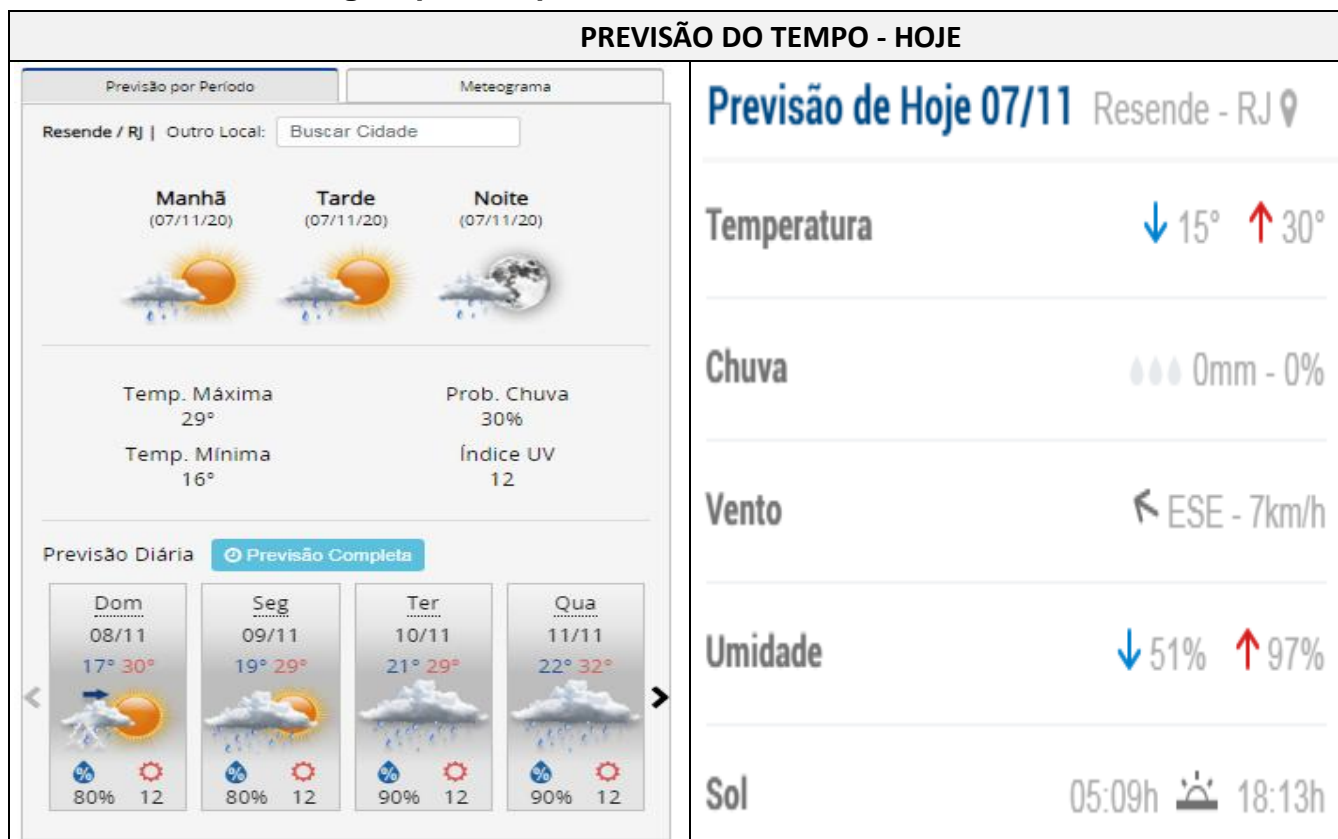 PREVISÃO DO TEMPO - HOJE
Previsão por Período
Meteograma
Resende / RJ | Outro Local: Buscar Cidade
Manhã Tarde Noite
(07/11/20) (07/11/20) (07/11/20)
Temp. Máxima Prob. Chuva
29° 30%
Temp. Mínima Índice UV
16° 12
Previsão Diária Previsão Completa
Dom Seg Ter Qua
08/11 09/11 10/11 11/11
17° 30° 19° 29° 21° 29° 22° 32°
< >
% % % %
80% 12 80% 12 90% 12 90% 12
Previsão de Hoje 07/11 Resende - RJ
Temperatura 15° 30°
Chuva 0mm - 0%
Vento ESE - 7km/h
Umidade 51% 97%
Sol 05:09h 18:13h